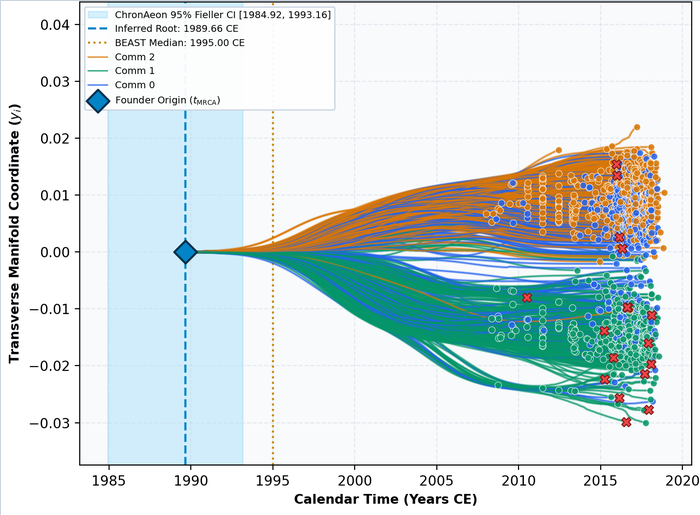 ChronAeon 95% Fieller CI [1984.92, 1993.16]
Inferred Root: 1989.66 CE
BEAST Median: 1995.00 CE
Comm 2
Comm 1
Comm 0
Founder Origin (tMRCA)
Transverse Manifold Coordinate (yi)
0.04
0.03
0.02
0.01
0.00
−0.01
−0.02
−0.03
1985
1990
1995
2000
2005
2010
2015
2020
Calendar Time (Years CE)